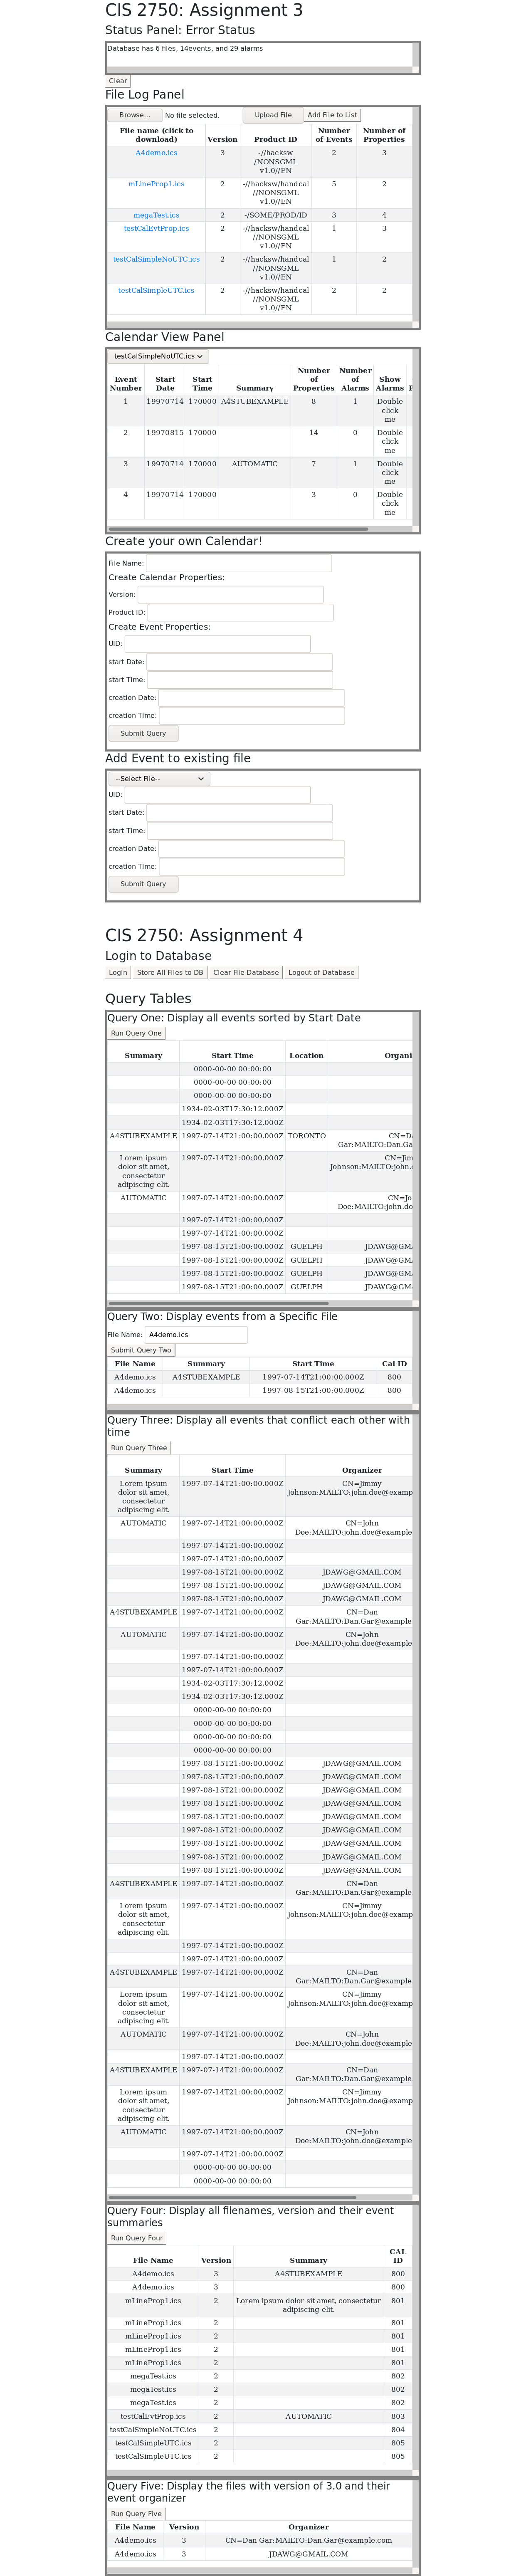 CIS 2750: Assignment 3
Status Panel: Error Status
Database has 6 files, 14events, and 29 alarms
Clear
File Log Panel
Browse... No file selected. Upload File Add File to List
File name (click to download) Version Product ID Number of Events Number of Properties
A4demo.ics 3 -//hacksw /NONSGML v1.0//EN 2 3
mLineProp1.ics 2 -//hacksw/handcal //NONSGML v1.0//EN 5 2
megaTest.ics 2 -/SOME/PROD/ID 3 4
testCalEvtProp.ics 2 -//hacksw/handcal //NONSGML v1.0//EN 1 3
testCalSimpleNoUTC.ics 2 -//hacksw/handcal //NONSGML v1.0//EN 1 2
testCalSimpleUTC.ics 2 -//hacksw/handcal //NONSGML v1.0//EN 2 2
Calendar View Panel
testCalSimpleNoUTC.ics
Event Number Start Date Start Time Summary Number of Properties Number of Alarms Show Alarms
1 19970714 170000 A4STUBEXAMPLE 8 1 Double click me
2 19970815 170000 14 0 Double click me
3 19970714 170000 AUTOMATIC 7 1 Double click me
4 19970714 170000 3 0 Double click me
Create your own Calendar!
File Name:
Create Calendar Properties:
Version:
Product ID:
Create Event Properties:
UID:
start Date:
start Time:
creation Date:
creation Time:
Submit Query
Add Event to existing file
--Select File--
UID:
start Date:
start Time:
creation Date:
creation Time:
Submit Query
CIS 2750: Assignment 4
Login to Database
Login Store All Files to DB Clear File Database Logout of Database
Query Tables
Query One: Display all events sorted by Start Date
Run Query One
Summary Start Time Location Organi
0000-00-00 00:00:00
0000-00-00 00:00:00
0000-00-00 00:00:00
1934-02-03T17:30:12.000Z
1934-02-03T17:30:12.000Z
A4STUBEXAMPLE 1997-07-14T21:00:00.000Z TORONTO CN=Da Gar:MAILTO:Dan.Ga
Lorem ipsum dolor sit amet, consectetur adipiscing elit. 1997-07-14T21:00:00.000Z CN=Jim Johnson:MAILTO:john.
AUTOMATIC 1997-07-14T21:00:00.000Z CN=Jo Doe:MAILTO:john.do
1997-07-14T21:00:00.000Z
1997-07-14T21:00:00.000Z
1997-08-15T21:00:00.000Z GUELPH JDAWG@GMA
1997-08-15T21:00:00.000Z GUELPH JDAWG@GMA
1997-08-15T21:00:00.000Z GUELPH JDAWG@GMA
1997-08-15T21:00:00.000Z GUELPH JDAWG@GMA
Query Two: Display events from a Specific File
File Name: A4demo.ics
Submit Query Two
File Name Summary Start Time Cal ID
A4demo.ics A4STUBEXAMPLE 1997-07-14T21:00:00.000Z 800
A4demo.ics 1997-08-15T21:00:00.000Z 800
Query Three: Display all events that conflict each other with time
Run Query Three
Summary Start Time Organizer
Lorem ipsum dolor sit amet, consectetur adipiscing elit. 1997-07-14T21:00:00.000Z CN=Jimmy Johnson:MAILTO:john.doe@examp
AUTOMATIC 1997-07-14T21:00:00.000Z CN=John Doe:MAILTO:john.doe@example
1997-07-14T21:00:00.000Z
1997-07-14T21:00:00.000Z
1997-08-15T21:00:00.000Z JDAWG@GMAIL.COM
1997-08-15T21:00:00.000Z JDAWG@GMAIL.COM
1997-08-15T21:00:00.000Z JDAWG@GMAIL.COM
A4STUBEXAMPLE 1997-07-14T21:00:00.000Z CN=Dan Gar:MAILTO:Dan.Gar@example
AUTOMATIC 1997-07-14T21:00:00.000Z CN=John Doe:MAILTO:john.doe@example
1997-07-14T21:00:00.000Z
1997-07-14T21:00:00.000Z
1934-02-03T17:30:12.000Z
1934-02-03T17:30:12.000Z
0000-00-00 00:00:00
0000-00-00 00:00:00
0000-00-00 00:00:00
0000-00-00 00:00:00
1997-08-15T21:00:00.000Z JDAWG@GMAIL.COM
1997-08-15T21:00:00.000Z JDAWG@GMAIL.COM
1997-08-15T21:00:00.000Z JDAWG@GMAIL.COM
1997-08-15T21:00:00.000Z JDAWG@GMAIL.COM
1997-08-15T21:00:00.000Z JDAWG@GMAIL.COM
1997-08-15T21:00:00.000Z JDAWG@GMAIL.COM
1997-08-15T21:00:00.000Z JDAWG@GMAIL.COM
1997-08-15T21:00:00.000Z JDAWG@GMAIL.COM
1997-08-15T21:00:00.000Z JDAWG@GMAIL.COM
A4STUBEXAMPLE 1997-07-14T21:00:00.000Z CN=Dan Gar:MAILTO:Dan.Gar@example
Lorem ipsum dolor sit amet, consectetur adipiscing elit. 1997-07-14T21:00:00.000Z CN=Jimmy Johnson:MAILTO:john.doe@examp
1997-07-14T21:00:00.000Z
1997-07-14T21:00:00.000Z
A4STUBEXAMPLE 1997-07-14T21:00:00.000Z CN=Dan Gar:MAILTO:Dan.Gar@example
Lorem ipsum dolor sit amet, consectetur adipiscing elit. 1997-07-14T21:00:00.000Z CN=Jimmy Johnson:MAILTO:john.doe@examp
AUTOMATIC 1997-07-14T21:00:00.000Z CN=John Doe:MAILTO:john.doe@example
1997-07-14T21:00:00.000Z
A4STUBEXAMPLE 1997-07-14T21:00:00.000Z CN=Dan Gar:MAILTO:Dan.Gar@example
Lorem ipsum dolor sit amet, consectetur adipiscing elit. 1997-07-14T21:00:00.000Z CN=Jimmy Johnson:MAILTO:john.doe@examp
AUTOMATIC 1997-07-14T21:00:00.000Z CN=John Doe:MAILTO:john.doe@example
1997-07-14T21:00:00.000Z
0000-00-00 00:00:00
0000-00-00 00:00:00
Query Four: Display all filenames, version and their event summaries
Run Query Four
File Name Version Summary CAL ID
A4demo.ics 3 A4STUBEXAMPLE 800
A4demo.ics 3 800
mLineProp1.ics 2 Lorem ipsum dolor sit amet, consectetur adipiscing elit. 801
mLineProp1.ics 2 801
mLineProp1.ics 2 801
mLineProp1.ics 2 801
mLineProp1.ics 2 801
megaTest.ics 2 802
megaTest.ics 2 802
megaTest.ics 2 802
testCalEvtProp.ics 2 AUTOMATIC 803
testCalSimpleNoUTC.ics 2 804
testCalSimpleUTC.ics 2 805
testCalSimpleUTC.ics 2 805
Query Five: Display the files with version of 3.0 and their event organizer
Run Query Five
File Name Version Organizer
A4demo.ics 3 CN=Dan Gar:MAILTO:Dan.Gar@example.com
A4demo.ics 3 JDAWG@GMAIL.COM